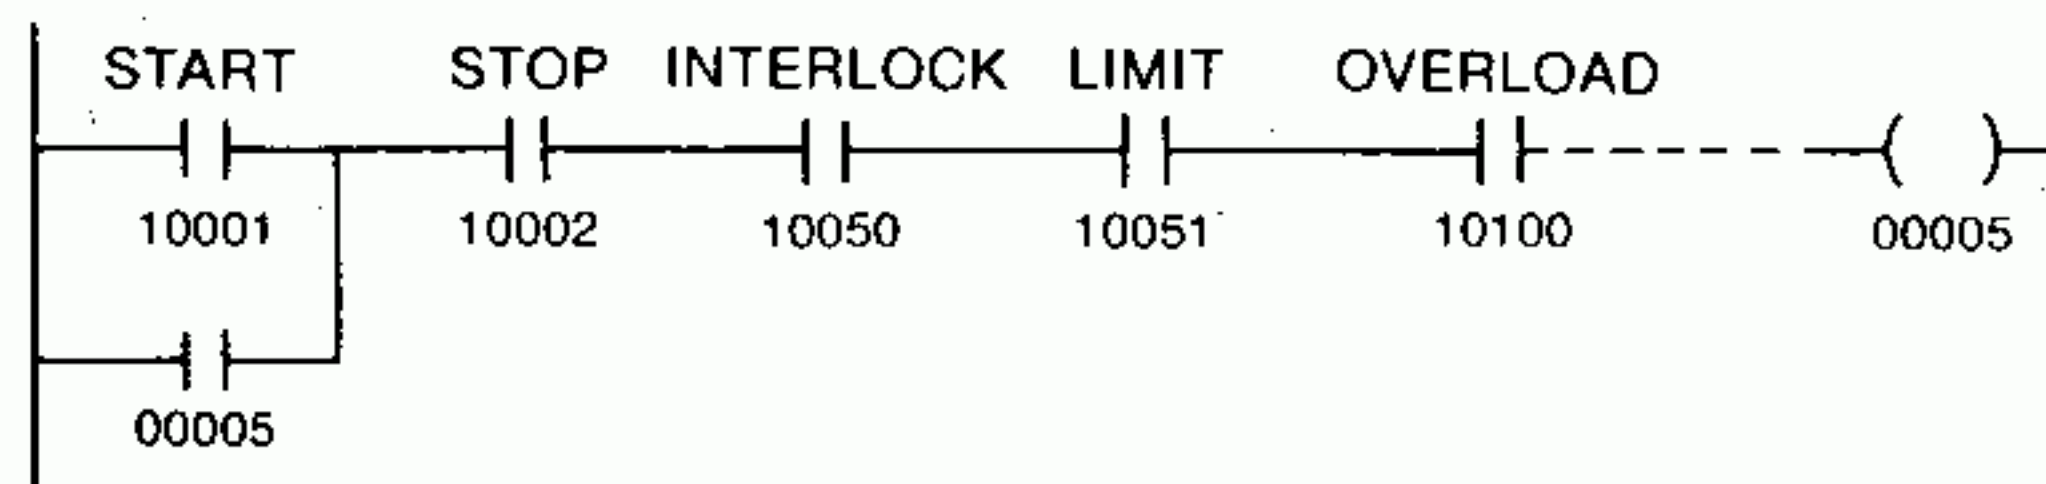 START STOP INTERLOCK LIMIT OVERLOAD
10001 10002 10050 10051 10100 00005
00005